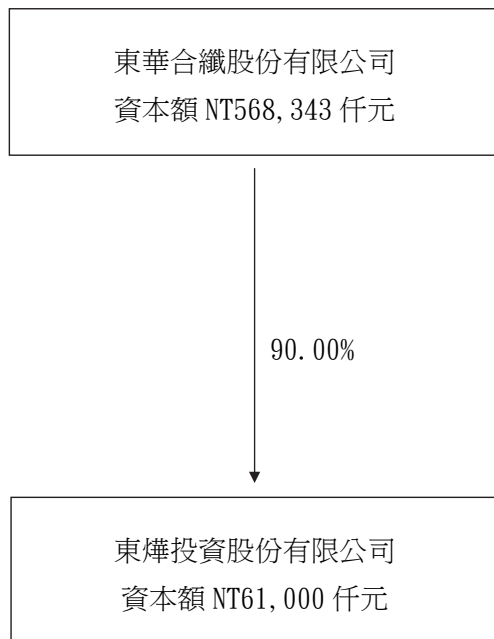 東華合纖股份有限公司
資本額 NT568,343 仟元
90.00%
東燁投資股份有限公司
資本額 NT61,000 仟元